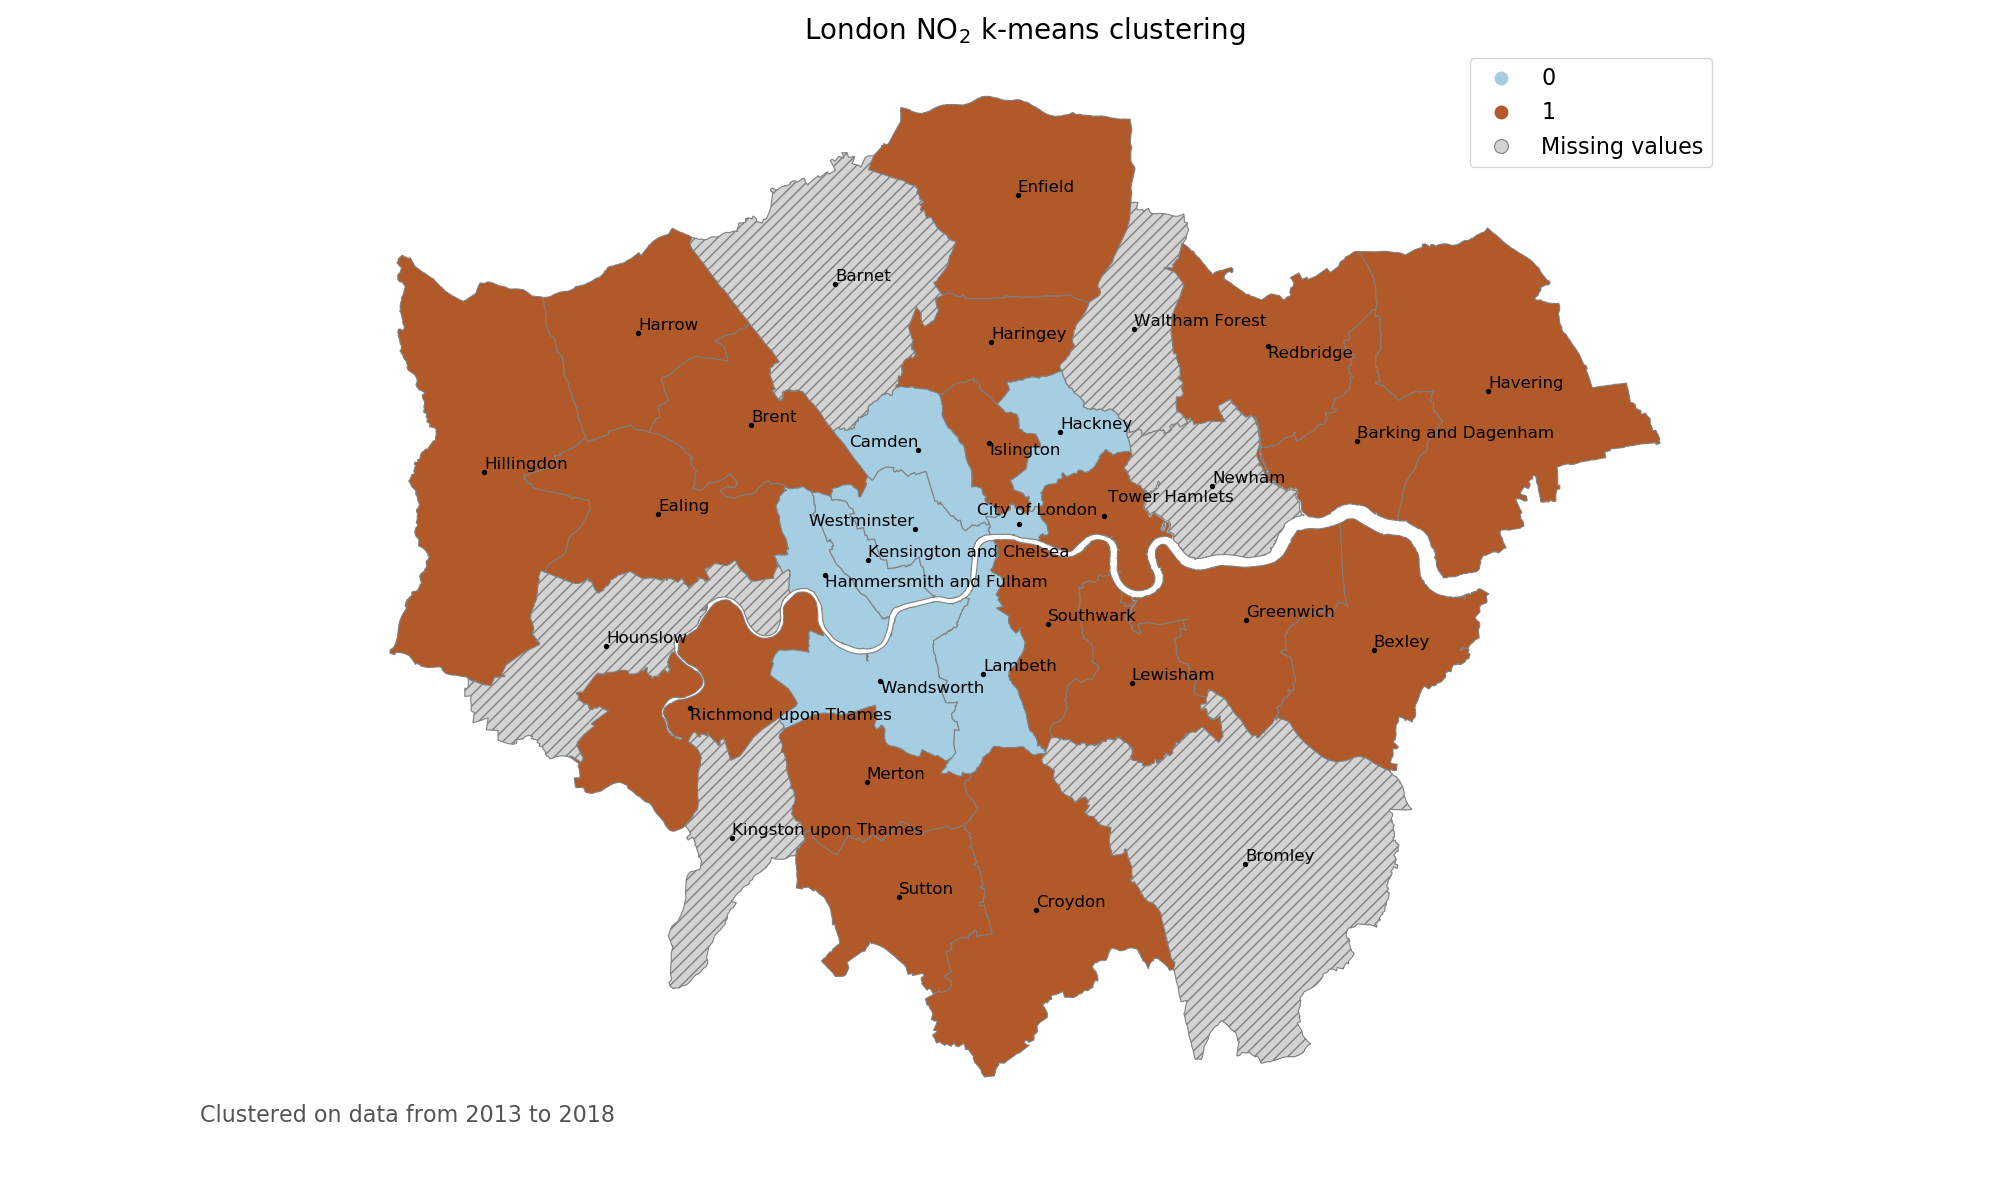 London NO₂ k-means clustering
0
1
Missing values
Enfield
Barnet
Harrow
Haringey
Waltham Forest
Redbridge
Havering
Brent
Camden
Hackney
Islington
Barking and Dagenham
Hillingdon
Newham
Ealing
Tower Hamlets
City of London
Westminster
Kensington and Chelsea
Hammersmith and Fulham
Southwark
Greenwich
Hounslow
Bexley
Lambeth
Lewisham
Wandsworth
Richmond upon Thames
Merton
Kingston upon Thames
Bromley
Sutton
Croydon
Clustered on data from 2013 to 2018